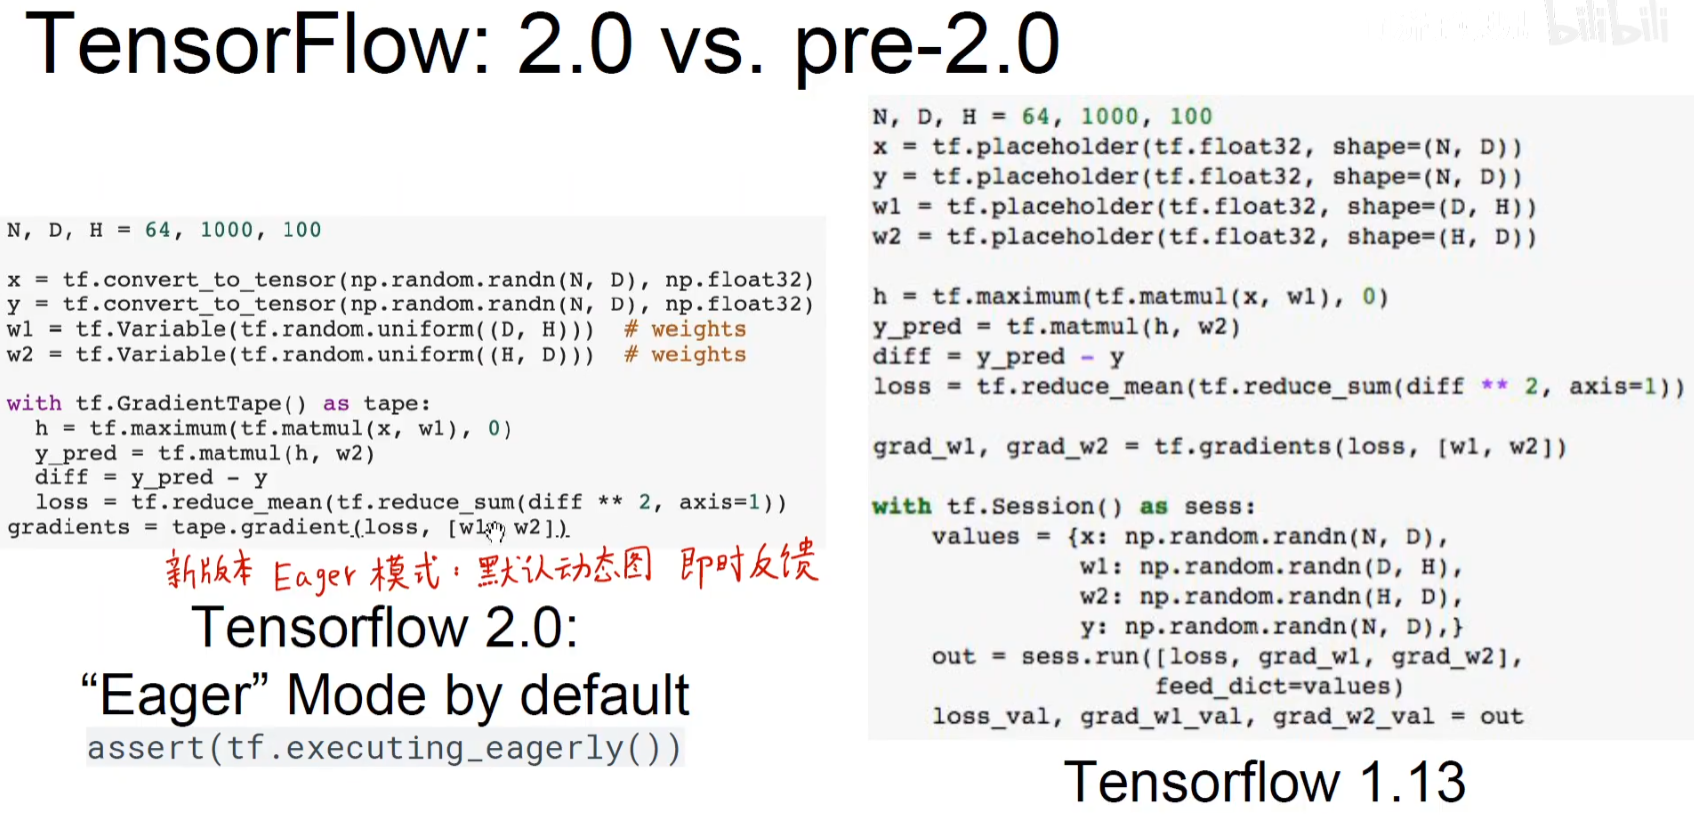 TensorFlow: 2.0 vs. pre-2.0
bilibili
N, D, H = 64, 1000, 100
x = tf.convert_to_tensor(np.random.randn(N, D), np.float32)
y = tf.convert_to_tensor(np.random.randn(N, D), np.float32)
w1 = tf.Variable(tf.random.uniform((D, H)))  # weights
w2 = tf.Variable(tf.random.uniform((H, D)))  # weights
with tf.GradientTape() as tape:
  h = tf.maximum(tf.matmul(x, w1), 0)
  y_pred = tf.matmul(h, w2)
  diff = y_pred - y
  loss = tf.reduce_mean(tf.reduce_sum(diff ** 2, axis=1))
gradients = tape.gradient(loss, [w1, w2])
新版本 Eager 模式：默认动态图 即时反馈
Tensorflow 2.0:
“Eager” Mode by default
assert(tf.executing_eagerly())
N, D, H = 64, 1000, 100
x = tf.placeholder(tf.float32, shape=(N, D))
y = tf.placeholder(tf.float32, shape=(N, D))
w1 = tf.placeholder(tf.float32, shape=(D, H))
w2 = tf.placeholder(tf.float32, shape=(H, D))
h = tf.maximum(tf.matmul(x, w1), 0)
y_pred = tf.matmul(h, w2)
diff = y_pred - y
loss = tf.reduce_mean(tf.reduce_sum(diff ** 2, axis=1))
grad_w1, grad_w2 = tf.gradients(loss, [w1, w2])
with tf.Session() as sess:
    values = {x: np.random.randn(N, D),
              w1: np.random.randn(D, H),
              w2: np.random.randn(H, D),
              y: np.random.randn(N, D),}
    out = sess.run([loss, grad_w1, grad_w2],
                   feed_dict=values)
    loss_val, grad_w1_val, grad_w2_val = out
Tensorflow 1.13